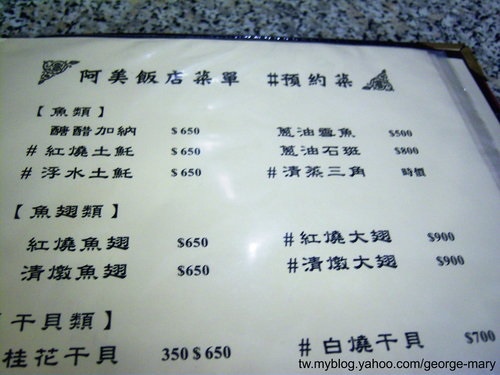 阿美飯店菜單 #預約菜
【魚類】
醣醋加納 $650 蔥油雪魚 $500
#紅燒土魠 $650 蔥油石斑 $800
#浮水土魠 $650 #清蒸三角 時價
【魚翅類】
紅燒魚翅 $650 #紅燒大翅 $900
清燉魚翅 $650 #清燉大翅 $900
干貝類】
桂花干貝 350 $ 650 #白燒干貝 $700
tw.myblog.yahoo.com/george-mary